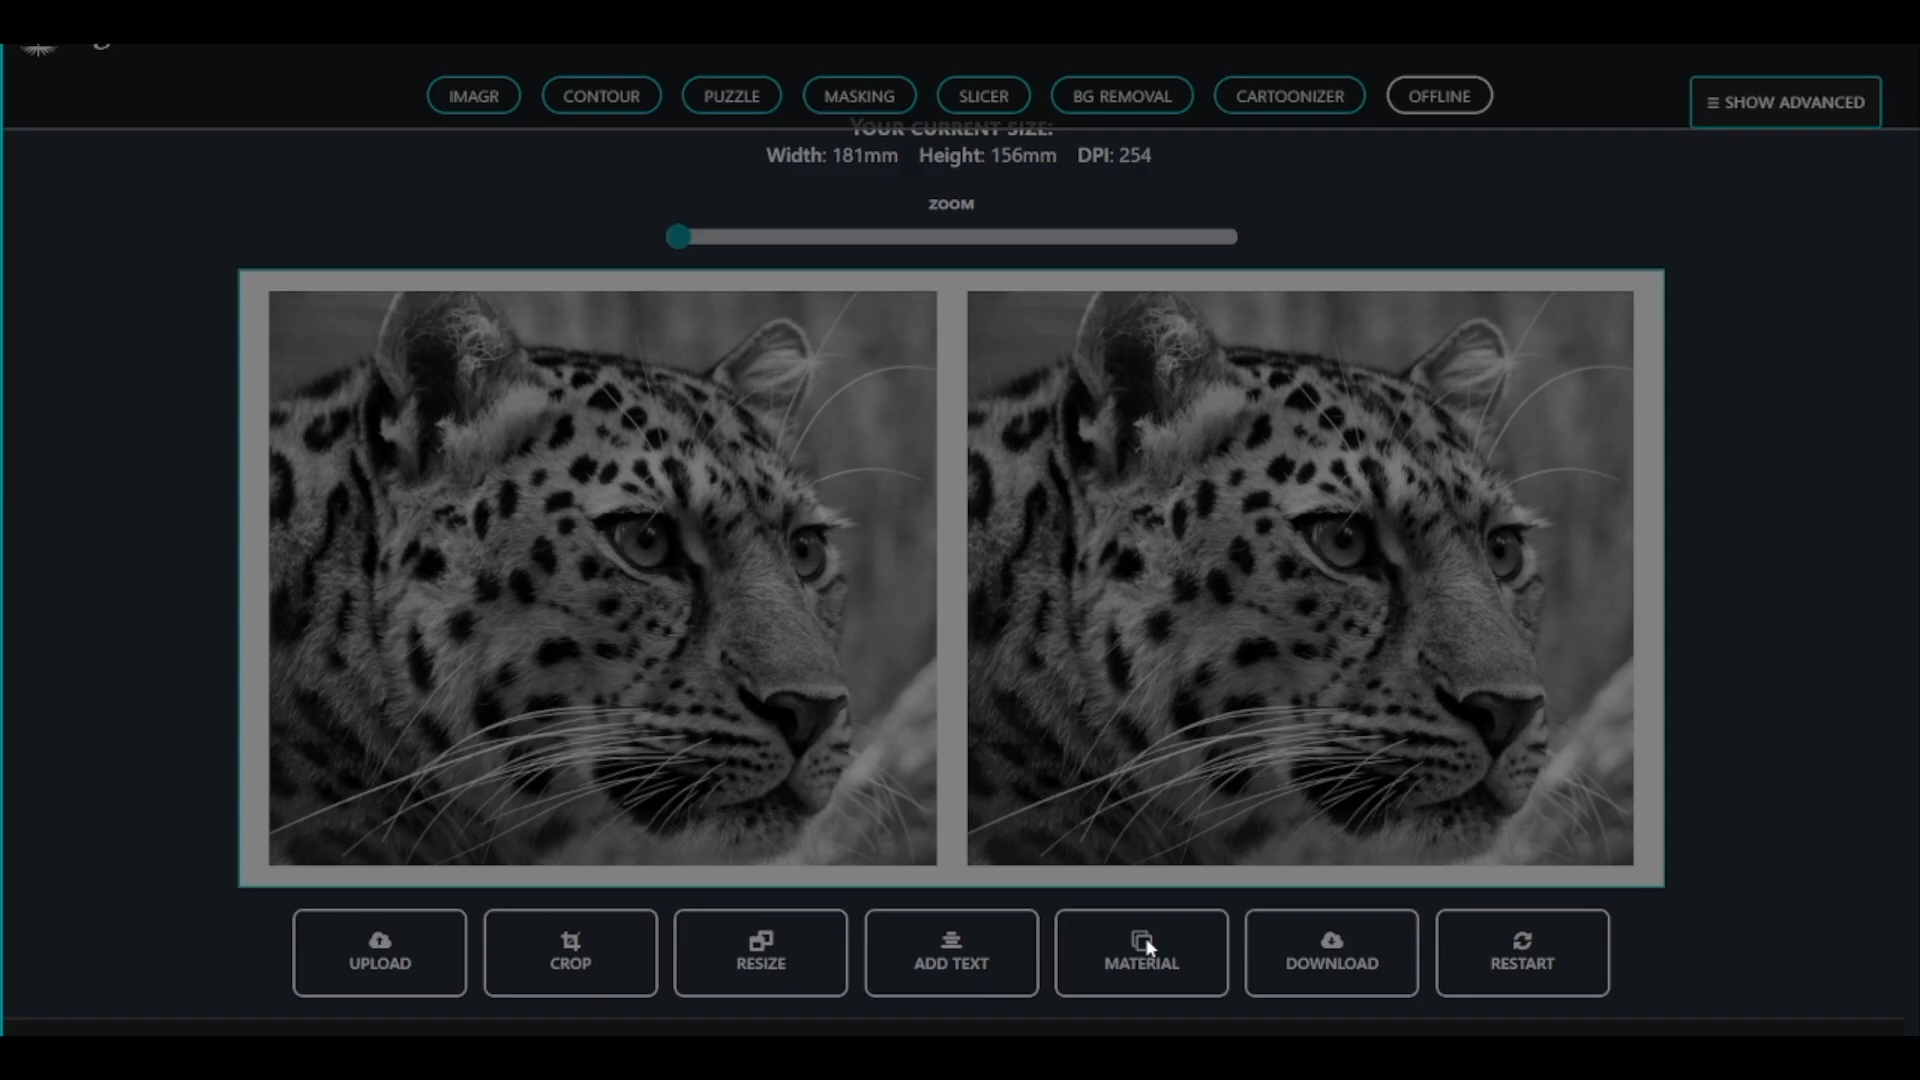 IMAGR CONTOUR PUZZLE MASKING SLICER BG REMOVAL CARTOONIZER OFFLINE
☰ SHOW ADVANCED
YOUR CURRENT SIZE:
Width: 181mm Height: 156mm DPI: 254
ZOOM
UPLOAD CROP RESIZE ADD TEXT MATERIAL DOWNLOAD RESTART